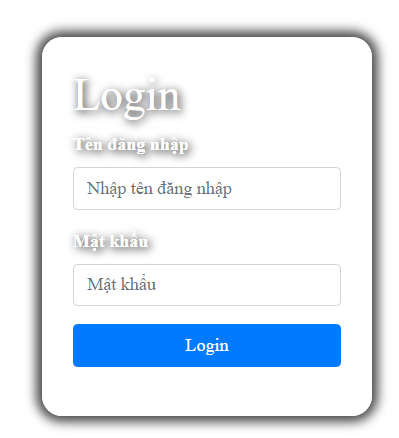 Login
Tên đăng nhập
Nhập tên đăng nhập
Mật khẩu
Mật khẩu
Login